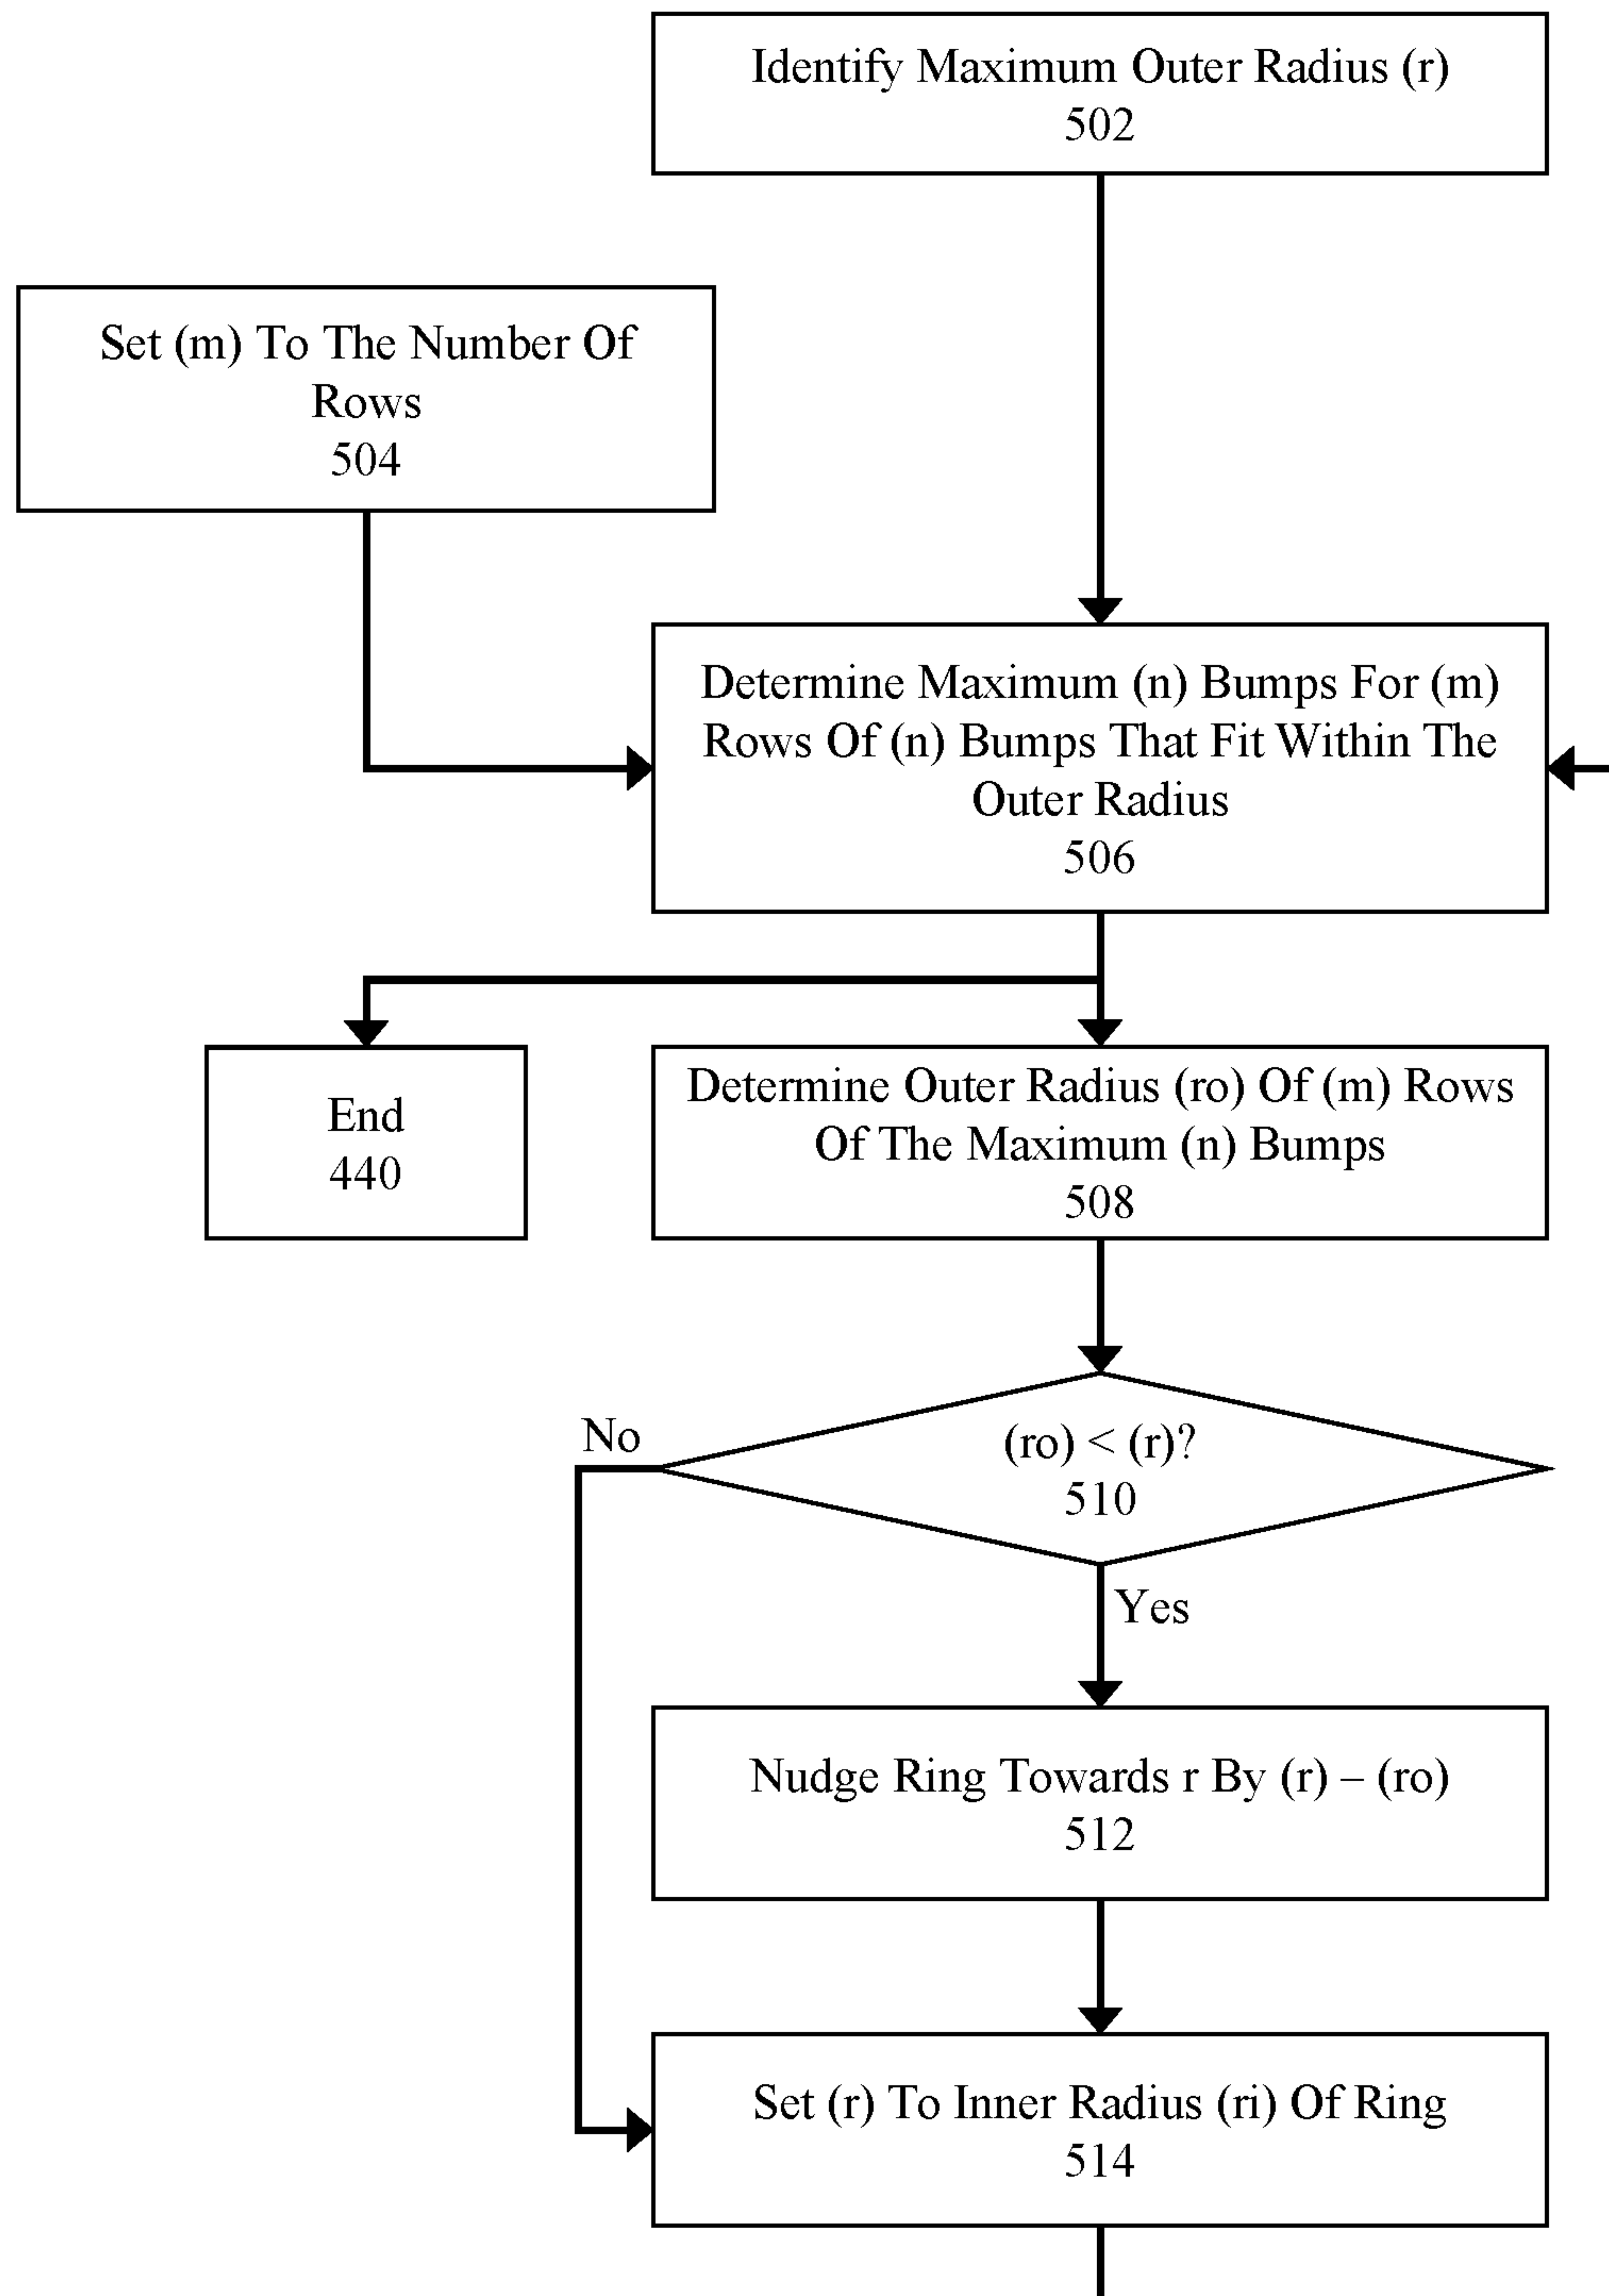 Identify Maximum Outer Radius (r)
502
Set (m) To The Number Of
Rows
504
Determine Maximum (n) Bumps For (m)
Rows Of (n) Bumps That Fit Within The
Outer Radius
506
End
440
Determine Outer Radius (ro) Of (m) Rows
Of The Maximum (n) Bumps
508
No
(ro) < (r)?
510
Yes
Nudge Ring Towards r By (r) – (ro)
512
Set (r) To Inner Radius (ri) Of Ring
514